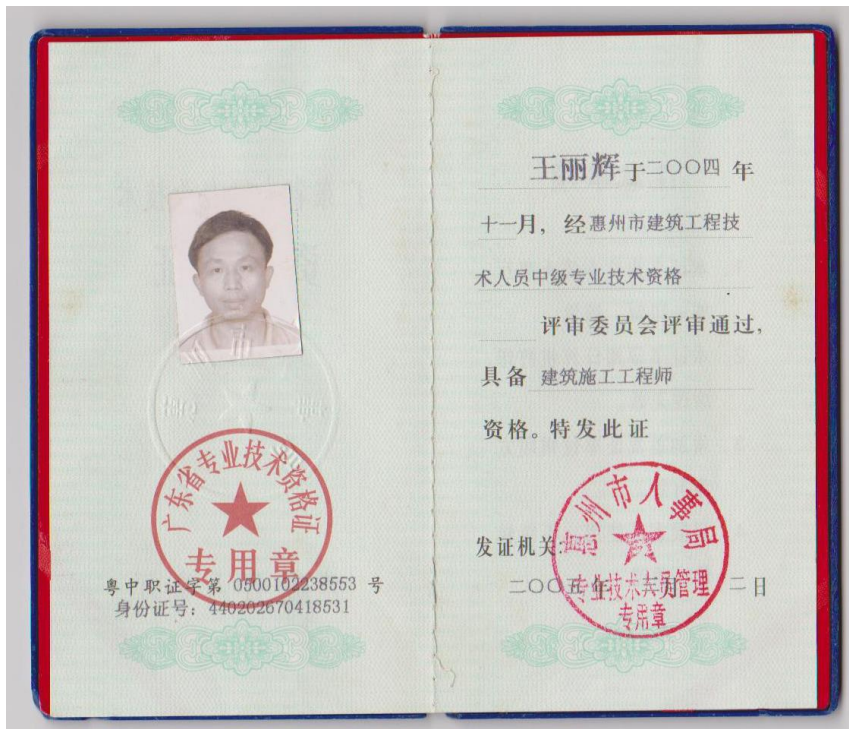 广东省专业技术资格证
专用章
粤中职证字第 0500102238553 号
身份证号：440202670418531
王丽辉于二〇〇四年
十一月，经惠州市建筑工程技
术人员中级专业技术资格
评审委员会评审通过，
具备 建筑施工工程师
资格。特发此证
发证机关：
惠州市人事局
专业技术人员管理
专用章
二〇〇五年六月二日